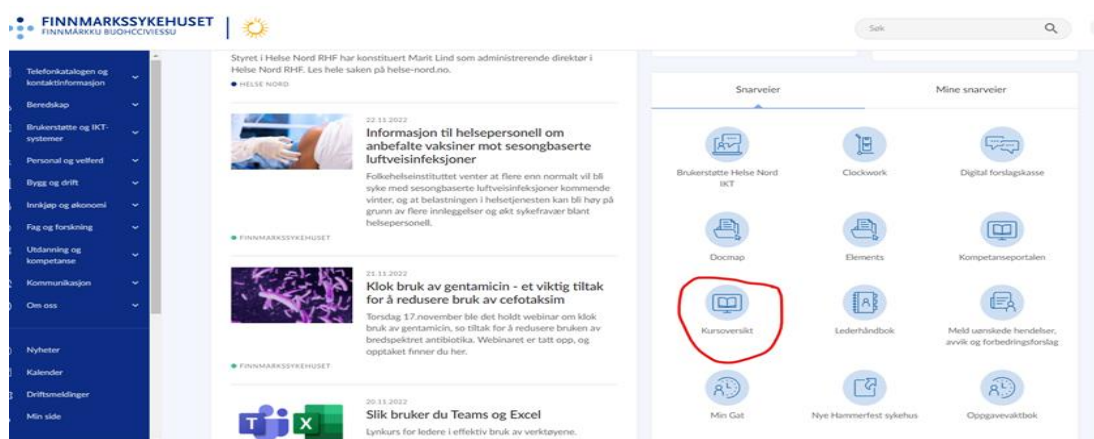 FINNMARKSSYKEHUSET
FINNMÁRKKU BUOHCCIVIESSU
Søk
Telefonkatalogen og
kontaktinformasjon
Beredskap
Brukerstøtte og IKT-
systemer
Personal og velferd
Bygg og drift
Innkjøp og økonomi
Fag og forskning
Utdanning og
kompetanse
Kommunikasjon
Om oss
Nyheter
Kalender
Driftsmeldinger
Min side
Styret i Helse Nord RHF har konstituert Marit Lind som administrerende direktør i
Helse Nord RHF. Les hele saken på helse-nord.no.
HELSE NORD
22.11.2022
Informasjon til helsepersonell om
anbefalte vaksiner mot sesongbaserte
luftveisinfeksjoner
Folkehelseinstituttet venter at flere enn normalt vil bli
syke med sesongbaserte luftveisinfeksjoner kommende
vinter, og at belastningen i helsetjenesten kan bli høy på
grunn av flere innleggelser og økt sykefravær blant
helsepersonell.
FINNMARKSSYKEHUSET
21.11.2022
Klok bruk av gentamicin - et viktig tiltak
for å redusere bruk av cefotaksim
Torsdag 17.november ble det holdt webinar om klok
bruk av gentamicin, so tiltak for å redusere bruken av
bredspektret antibiotika. Webinaret er tatt opp, og
opptaket finner du her.
FINNMARKSSYKEHUSET
20.11.2022
Slik bruker du Teams og Excel
Lynkurs for ledere i effektiv bruk av verktøyene.
Snarveier
Mine snarveier
Brukerstøtte Helse Nord
IKT
Clockwork
Digital forslagskasse
Docmap
Elements
Kompetanseportalen
Kursoversikt
Lederhåndbok
Meld uønskede hendelser,
avvik og forbedringsforslag
Min Gat
Nye Hammerfest sykehus
Oppgavevaktbok